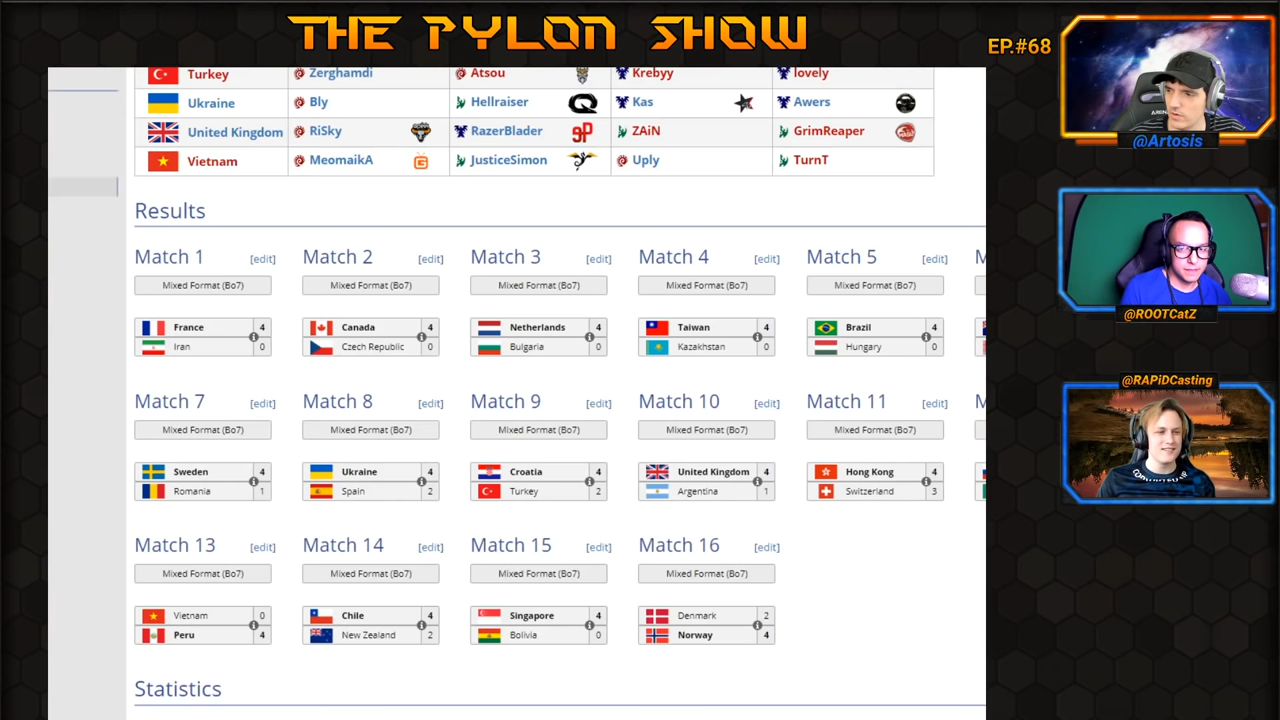 THE PYLON SHOW
EP.#68
Turkey Zerghamdi Atsou Krebyy lovely
Ukraine Bly Hellraiser Kas Awers
United Kingdom RiSky RazerBlader ZAiN GrimReaper
Vietnam MeomaikA JusticeSimon Uply TurnT
@Artosis
@ROOTCatZ
@RAPiDCasting
Results
Match 1 [edit] Match 2 [edit] Match 3 [edit] Match 4 [edit] Match 5 [edit]
Mixed Format (Bo7) Mixed Format (Bo7) Mixed Format (Bo7) Mixed Format (Bo7) Mixed Format (Bo7)
France 4 Canada 4 Netherlands 4 Taiwan 4 Brazil 4
Iran 0 Czech Republic 0 Bulgaria 0 Kazakhstan 0 Hungary 0
Match 7 [edit] Match 8 [edit] Match 9 [edit] Match 10 [edit] Match 11 [edit]
Mixed Format (Bo7) Mixed Format (Bo7) Mixed Format (Bo7) Mixed Format (Bo7) Mixed Format (Bo7)
Sweden 4 Ukraine 4 Croatia 4 United Kingdom 4 Hong Kong 4
Romania 1 Spain 2 Turkey 2 Argentina 1 Switzerland 3
Match 13 [edit] Match 14 [edit] Match 15 [edit] Match 16 [edit]
Mixed Format (Bo7) Mixed Format (Bo7) Mixed Format (Bo7) Mixed Format (Bo7)
Vietnam 0 Chile 4 Singapore 4 Denmark 2
Peru 4 New Zealand 2 Bolivia 0 Norway 4
Statistics